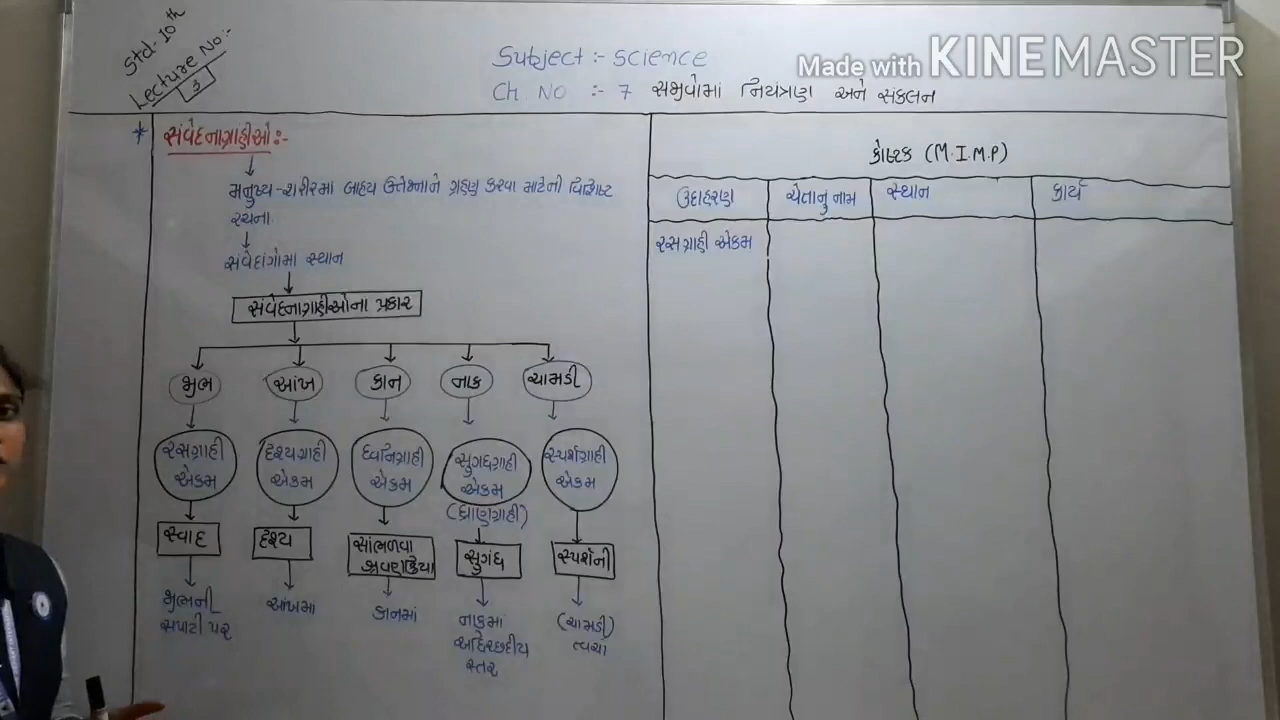 Std-10th
Lecture No:-
3
Subject:- Science
Made with KINEMASTER
Ch NO :- 7 સજીવોમાં નિયંત્રણ અને સંકલન
* સંવેદનાગ્રાહીઓ:-
મનુષ્ય-શરીરમાં બાહ્ય ઉત્તેજનાને ગ્રહણ કરવા માટેની વિશિષ્ટ
રચના
સંવેદાંગોમાં સ્થાન
સંવેદનાગ્રાહીઓના પ્રકાર
જીભ આંખ કાન નાક ચામડી
રસગ્રાહી એકમ
દૃશ્યગ્રાહી એકમ
ધ્વનિગ્રાહી એકમ
સુગંધગ્રાહી એકમ
(ઘ્રાણગ્રાહી)
સ્પર્શગ્રાહી એકમ
સ્વાદ
દૃશ્ય
સાંભળવા
શ્રવણક્રિયા
સુગંધ
સ્પર્શની
જીભની
સપાટી પર
આંખમાં
કાનમાં
નાકમાં
અધિચ્છદીય
સ્તર
(ચામડી)
ત્વચા
કોષ્ટક (M.I.M.P)
ઉદાહરણ ચેતાનુ નામ સ્થાન કાર્ય
રસગ્રાહી એકમ